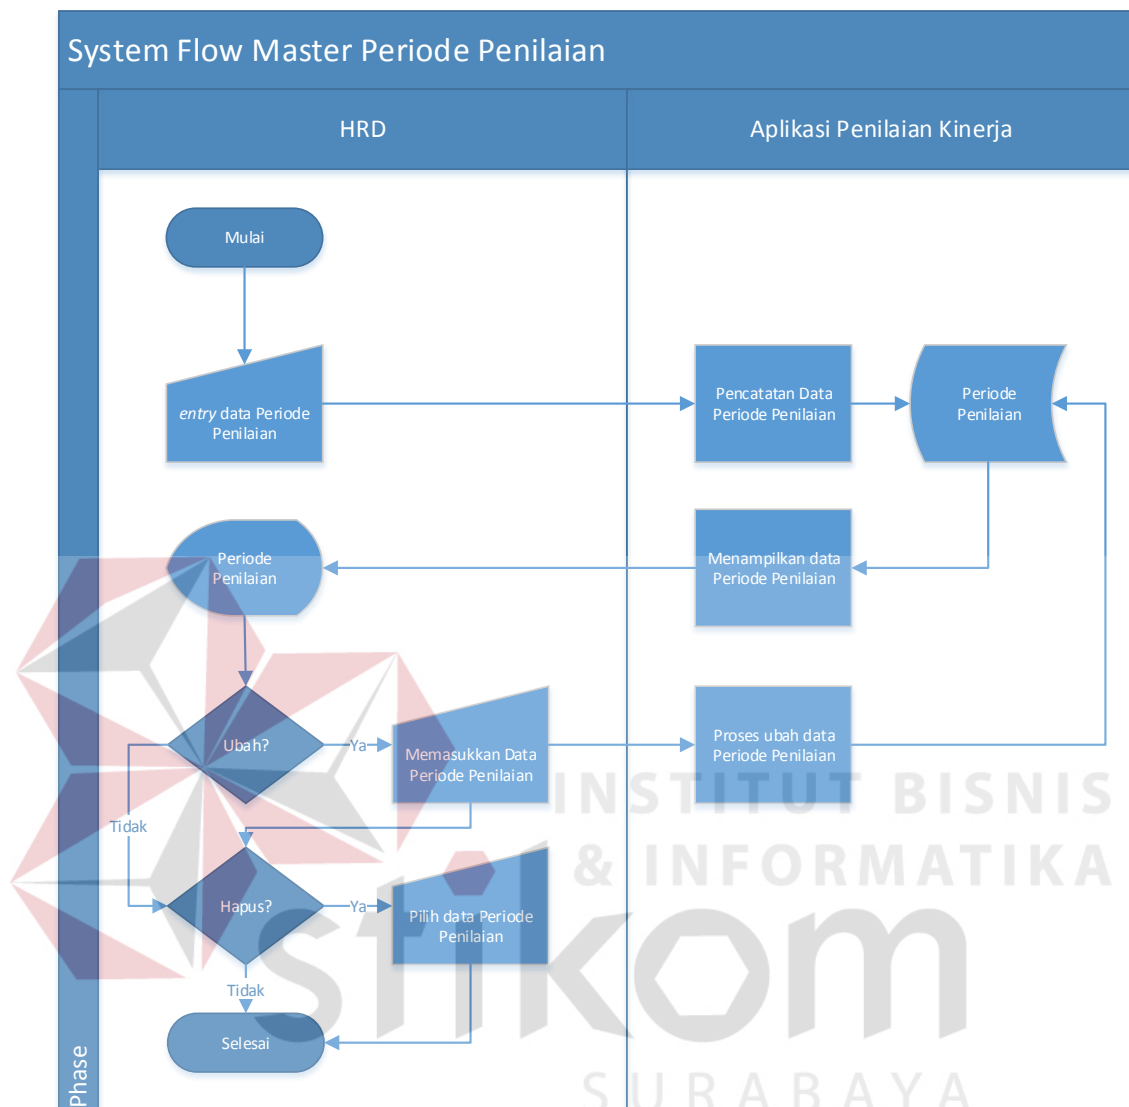 System Flow Master Periode Penilaian
HRD
Aplikasi Penilaian Kinerja
Mulai
entry data Periode
Penilaian
Pencatatan Data
Periode Penilaian
Periode
Penilaian
Periode
Penilaian
Menampilkan data
Periode Penilaian
Ubah?
Ya
Memasukkan Data
Periode Penilaian
Proses ubah data
Periode Penilaian
Tidak
Hapus?
Ya
Pilih data Periode
Penilaian
Tidak
Selesai
Phase
INSTITUT BISNIS
& INFORMATIKA
stikom
SURABAYA